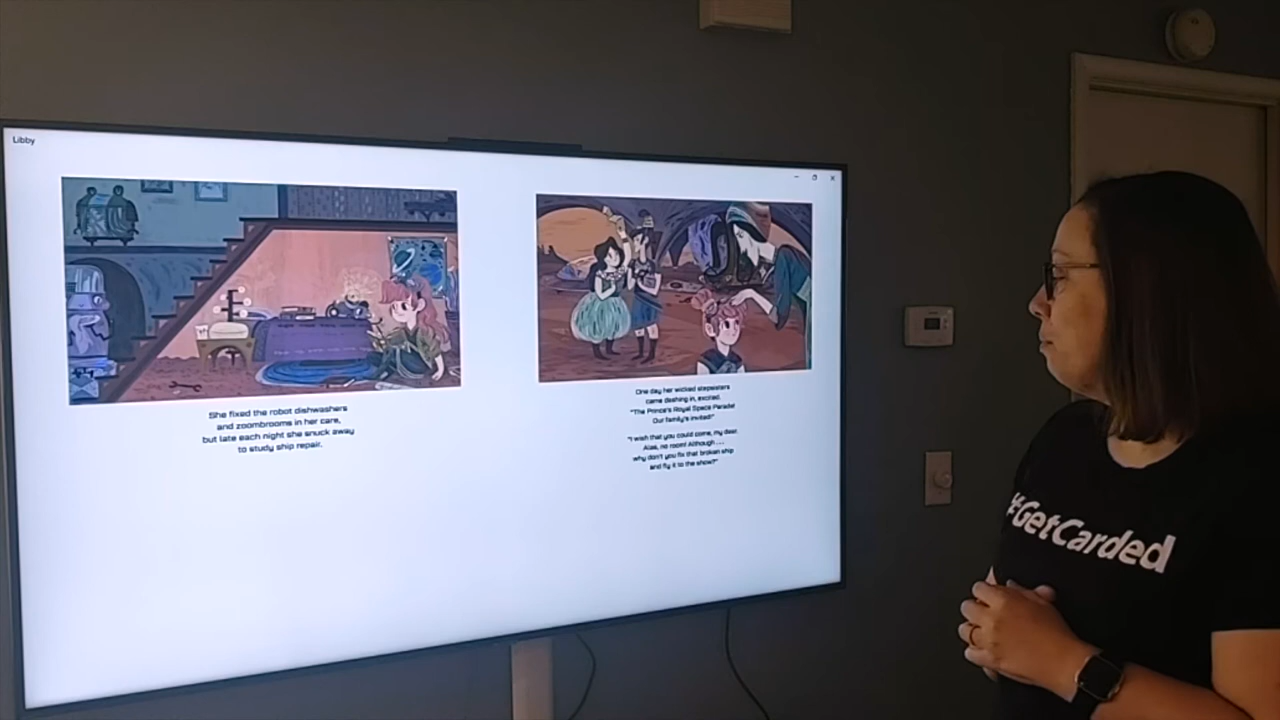 Libby
She fixed the robot dishwashers
and zoombrooms in her care,
but late each night she snuck away
to study ship repair.
One day her wicked stepsisters
came dashing in, excited.
"The Prince's Royal Space Parade!
Our family's invited!"
"I wish that you could come, my dear.
Alas, no room! Although . . .
why don't you fix that broken ship
and fly it to the show?"
#GetCarded